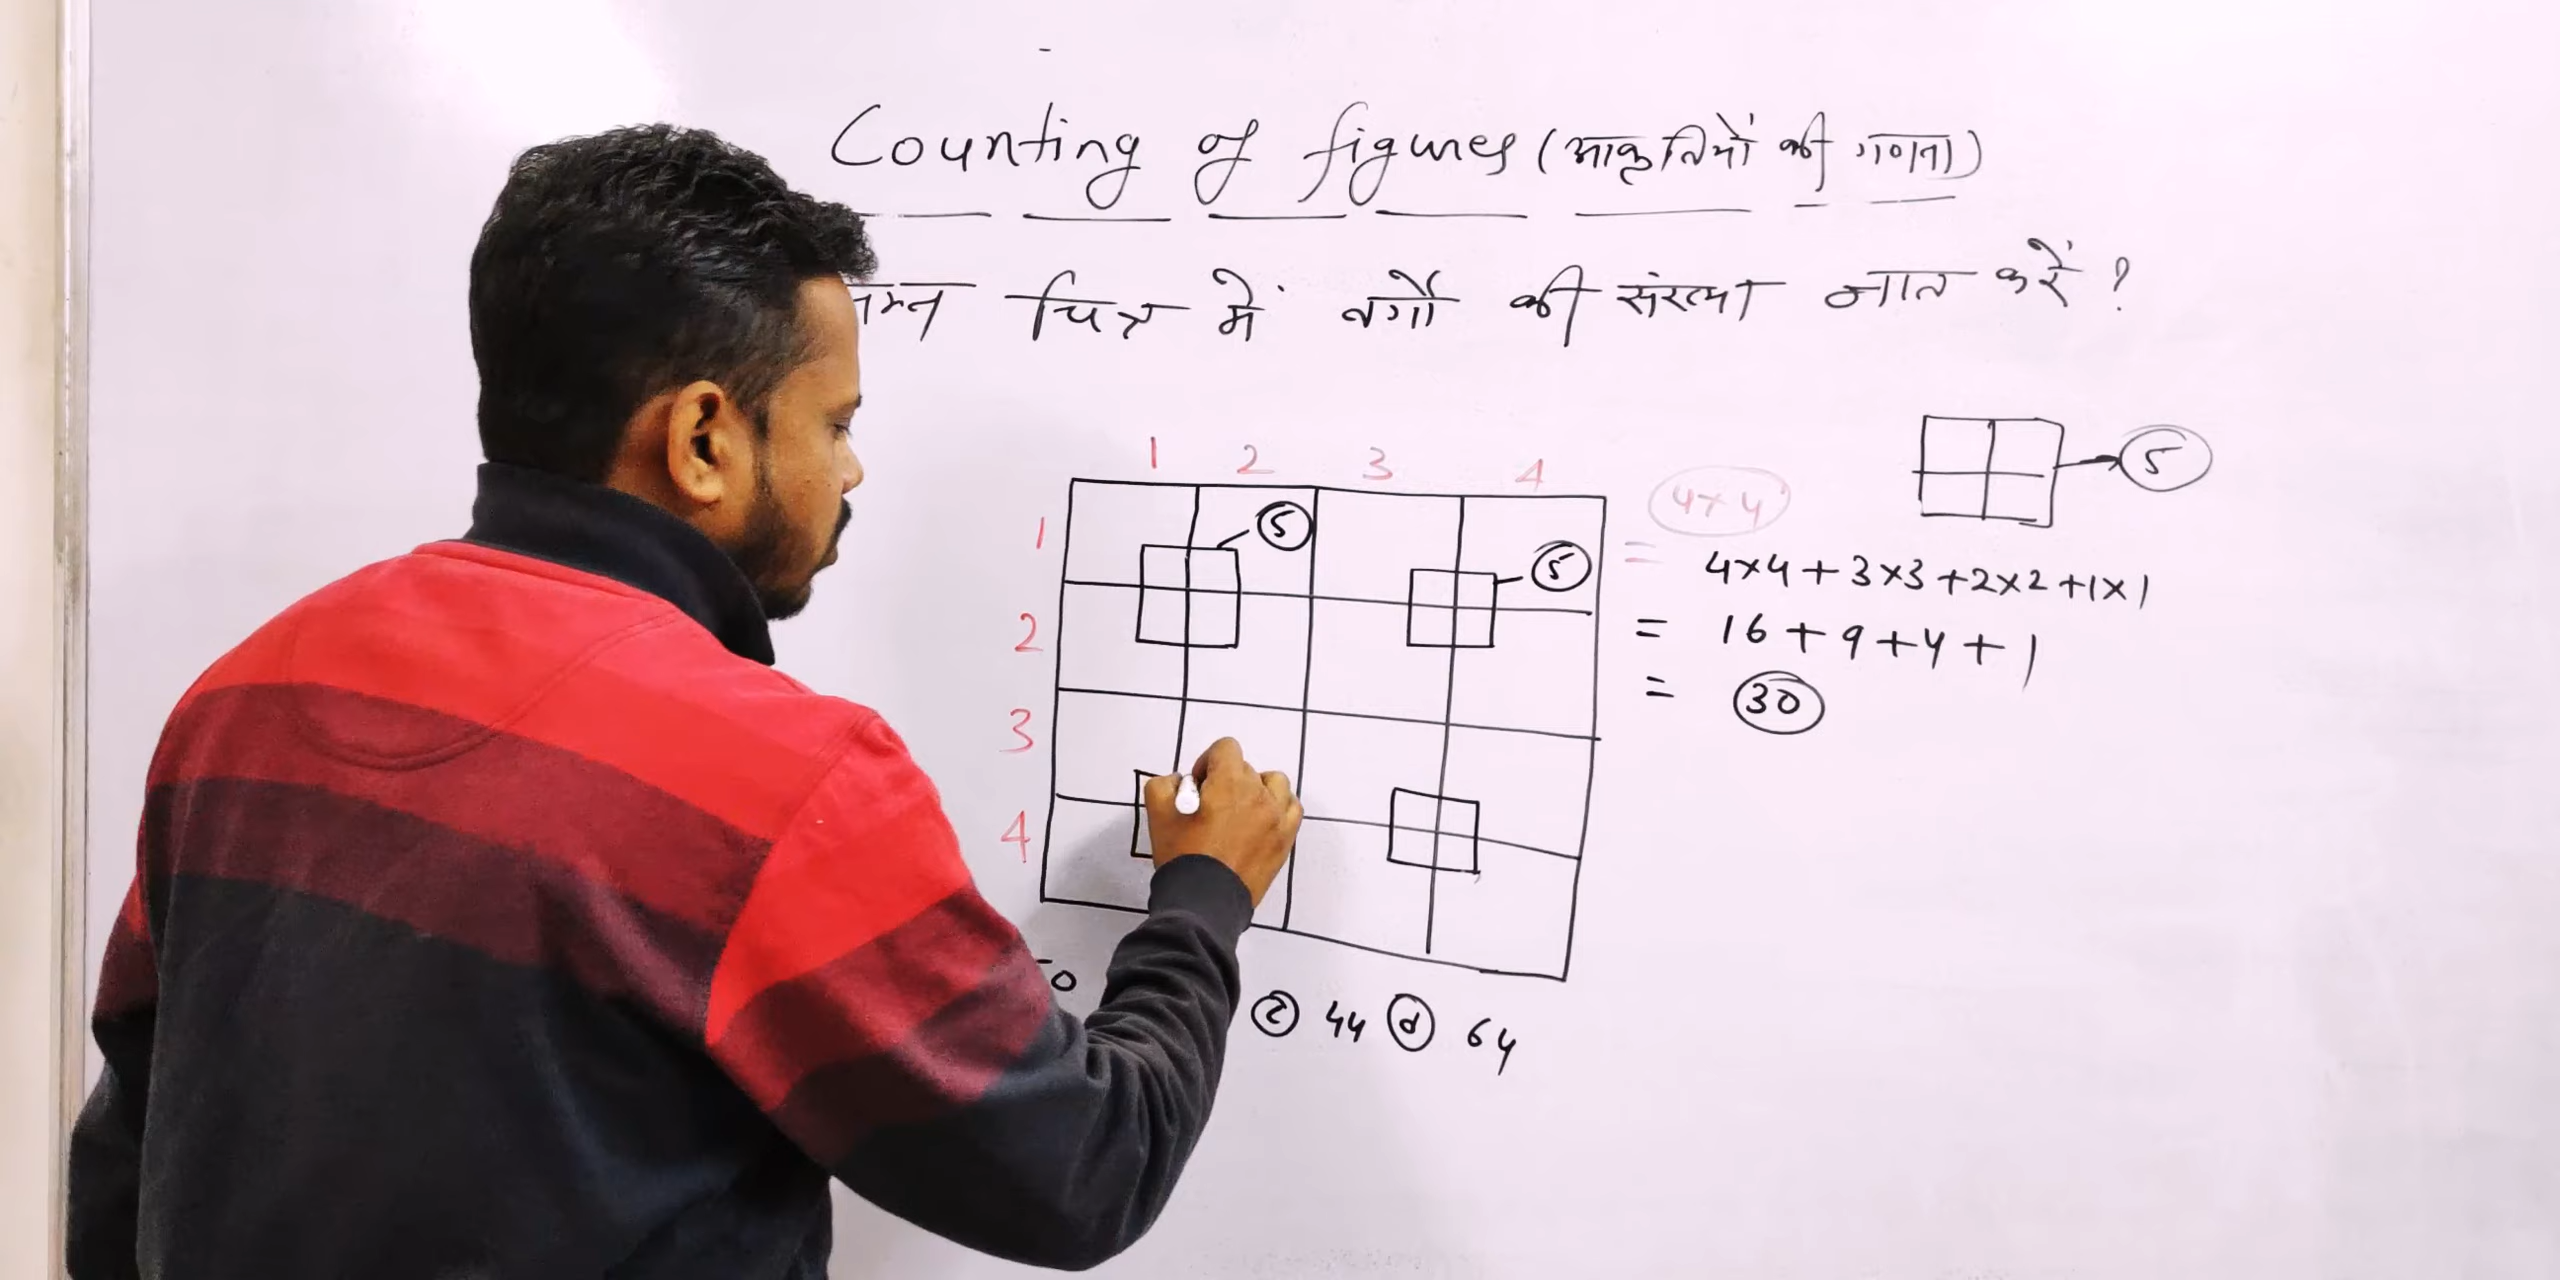 Counting of figures (आकृतियों की गणना)
चित्र में वर्गों की संख्या ज्ञात करें ?
1 2 3 4
1
2
3
4
5
5
5
4×4
= 4×4+3×3+2×2+1×1
= 16+9+4+1
= 30
c 44 d 64